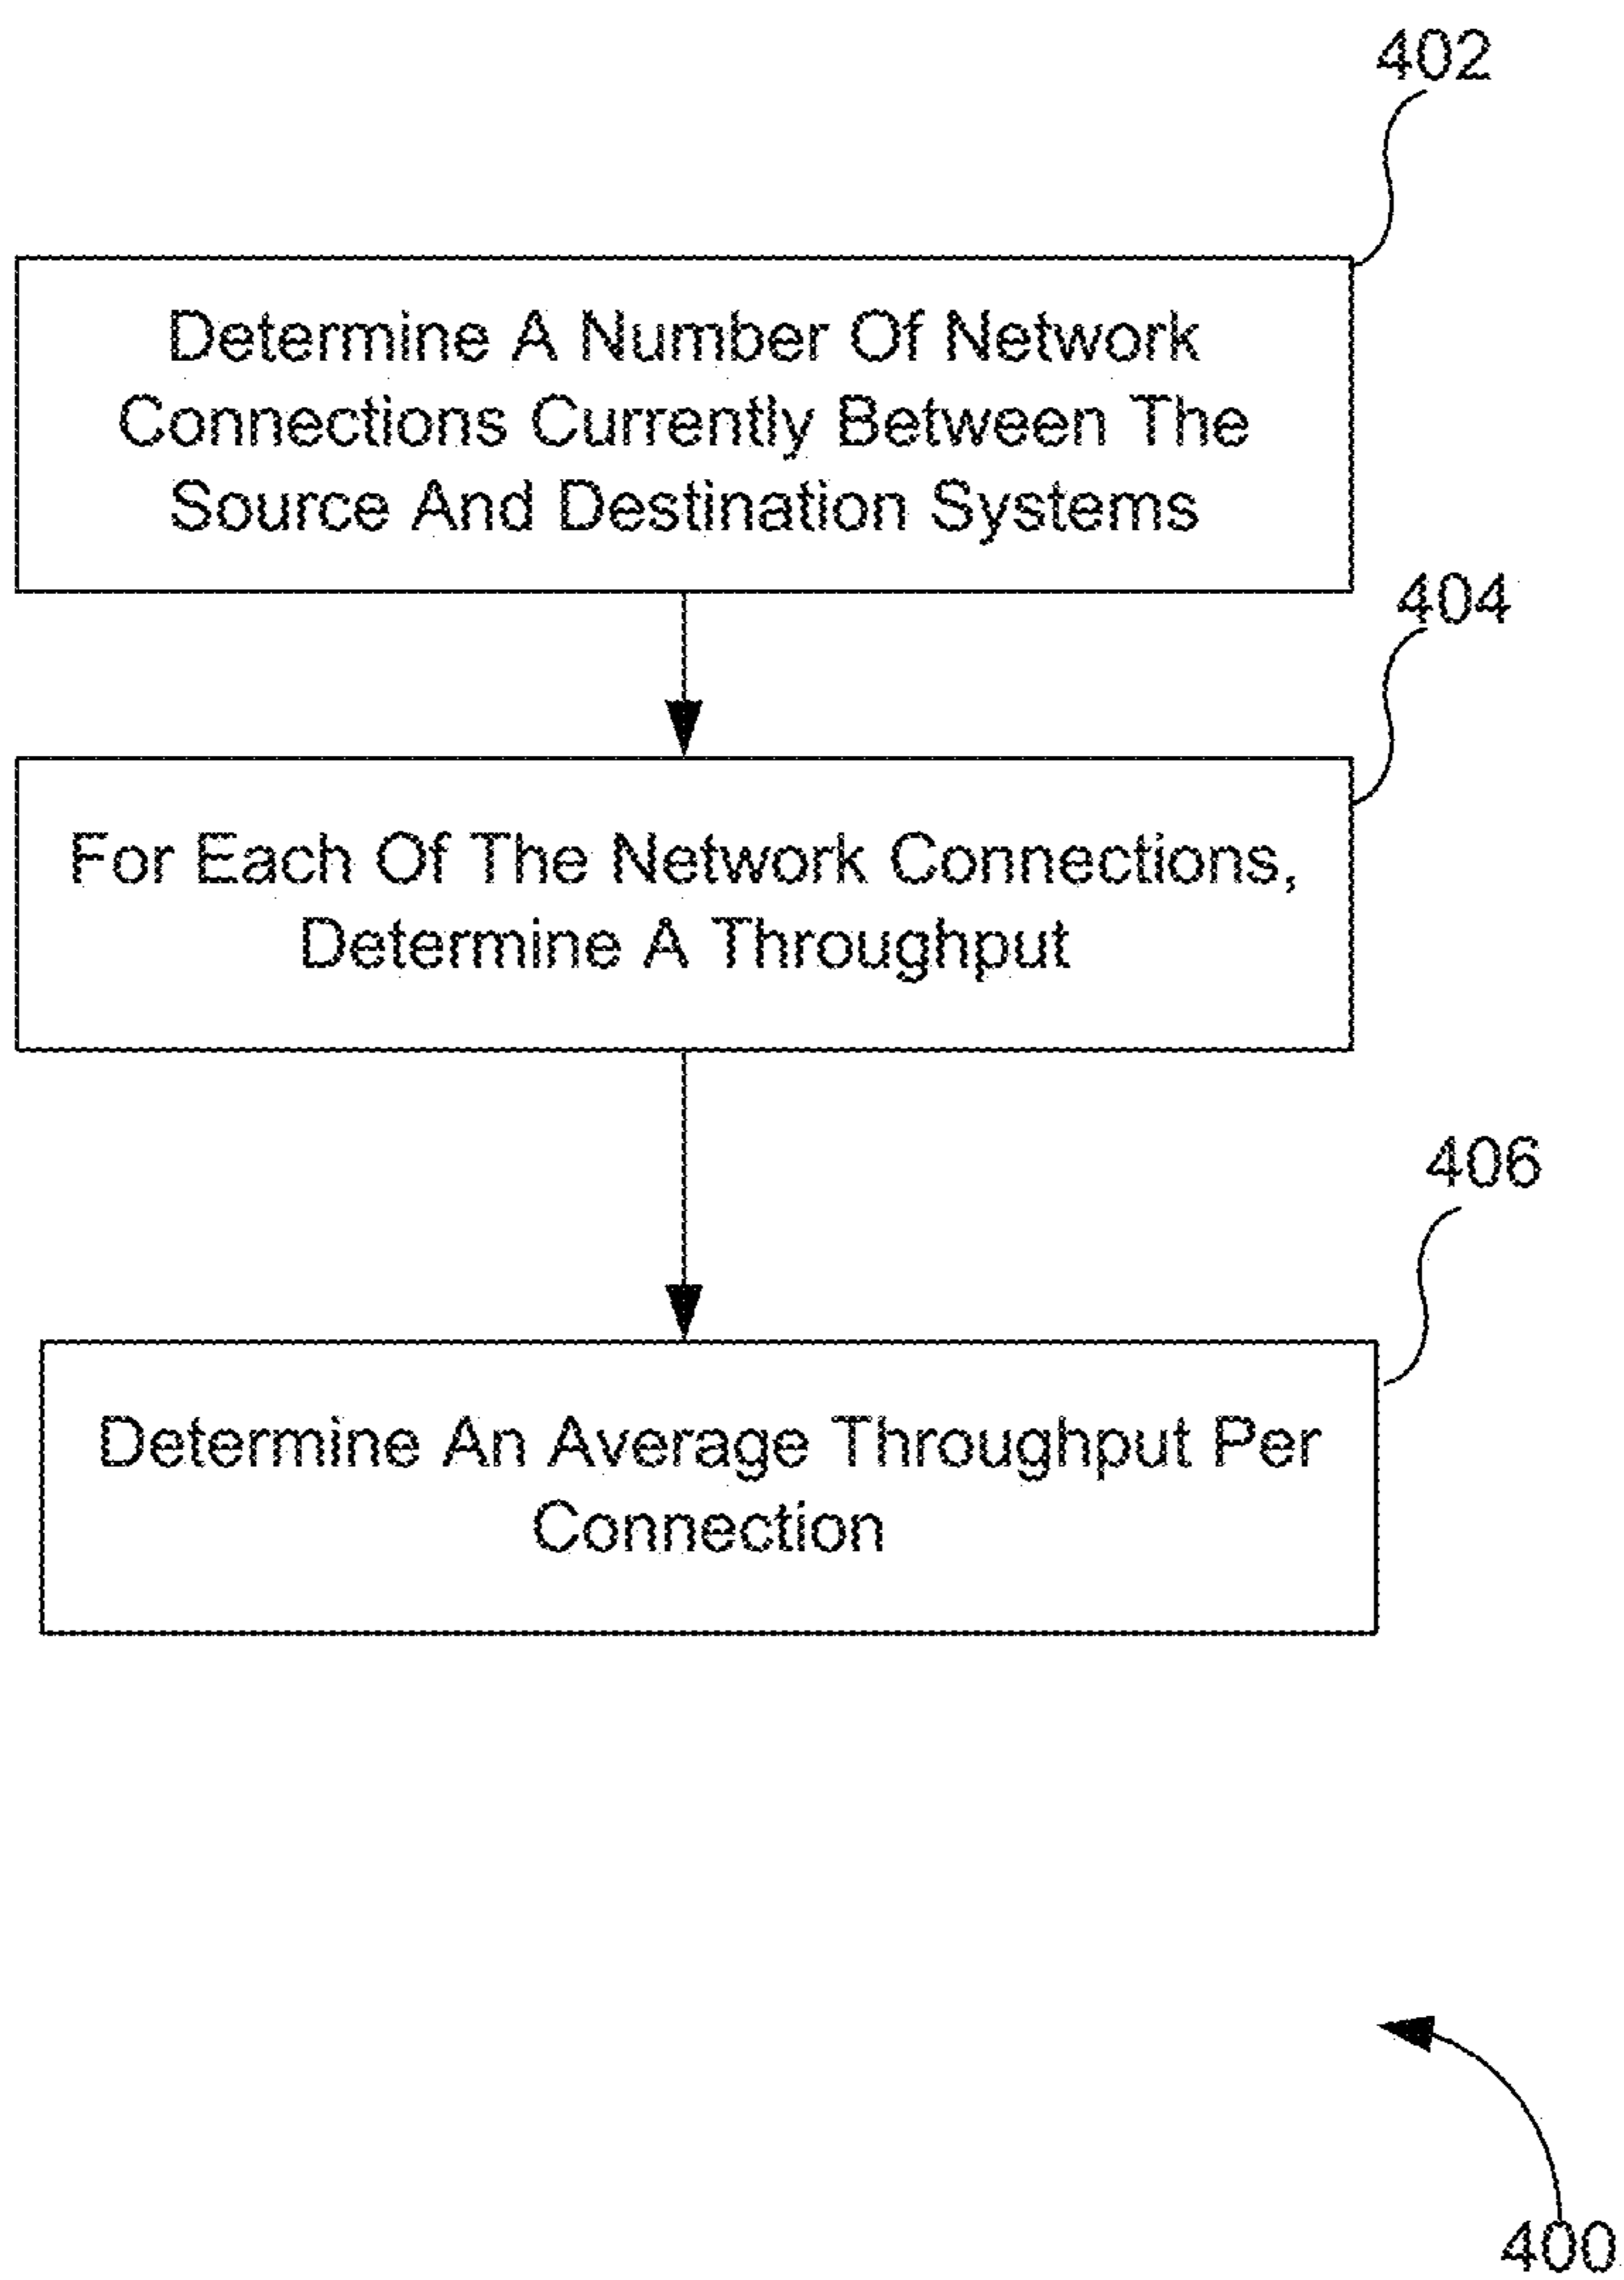 402
Determine A Number Of Network
Connections Currently Between The
Source And Destination Systems
404
For Each Of The Network Connections,
Determine A Throughput
406
Determine An Average Throughput Per
Connection
400